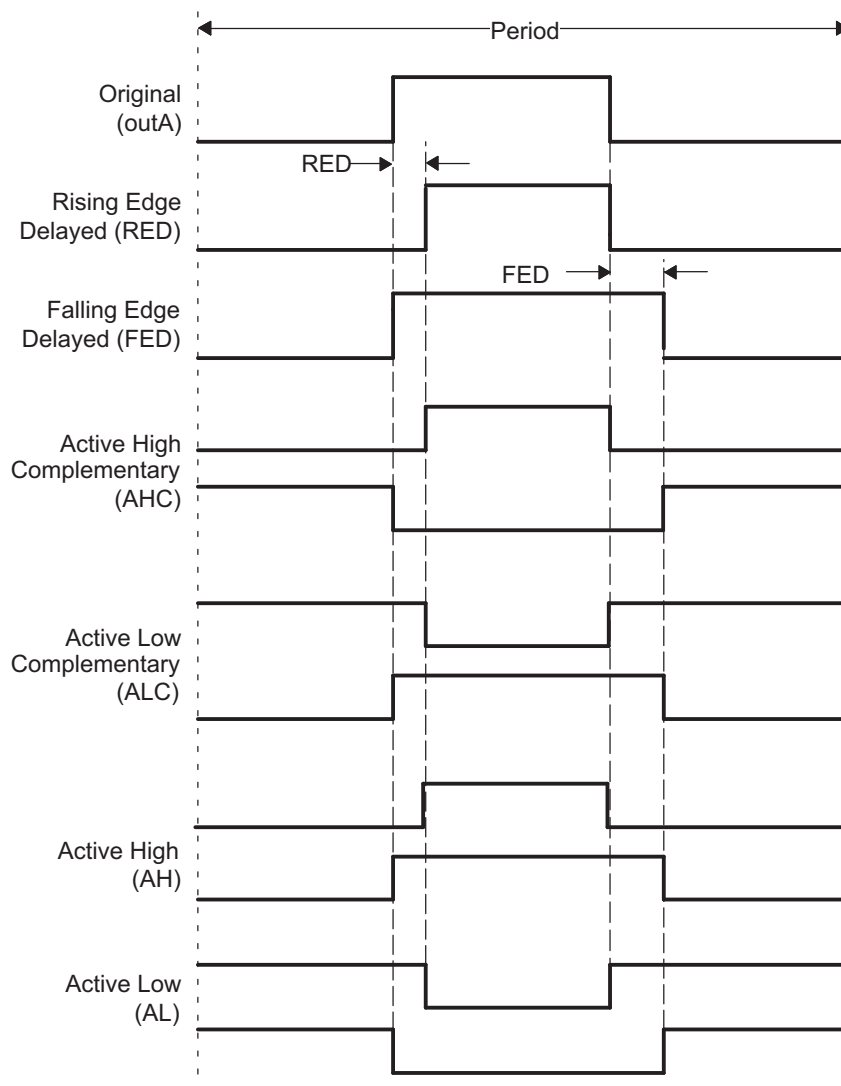 Period
Original
(outA)
RED
Rising Edge
Delayed (RED)
FED
Falling Edge
Delayed (FED)
Active High
Complementary
(AHC)
Active Low
Complementary
(ALC)
Active High
(AH)
Active Low
(AL)